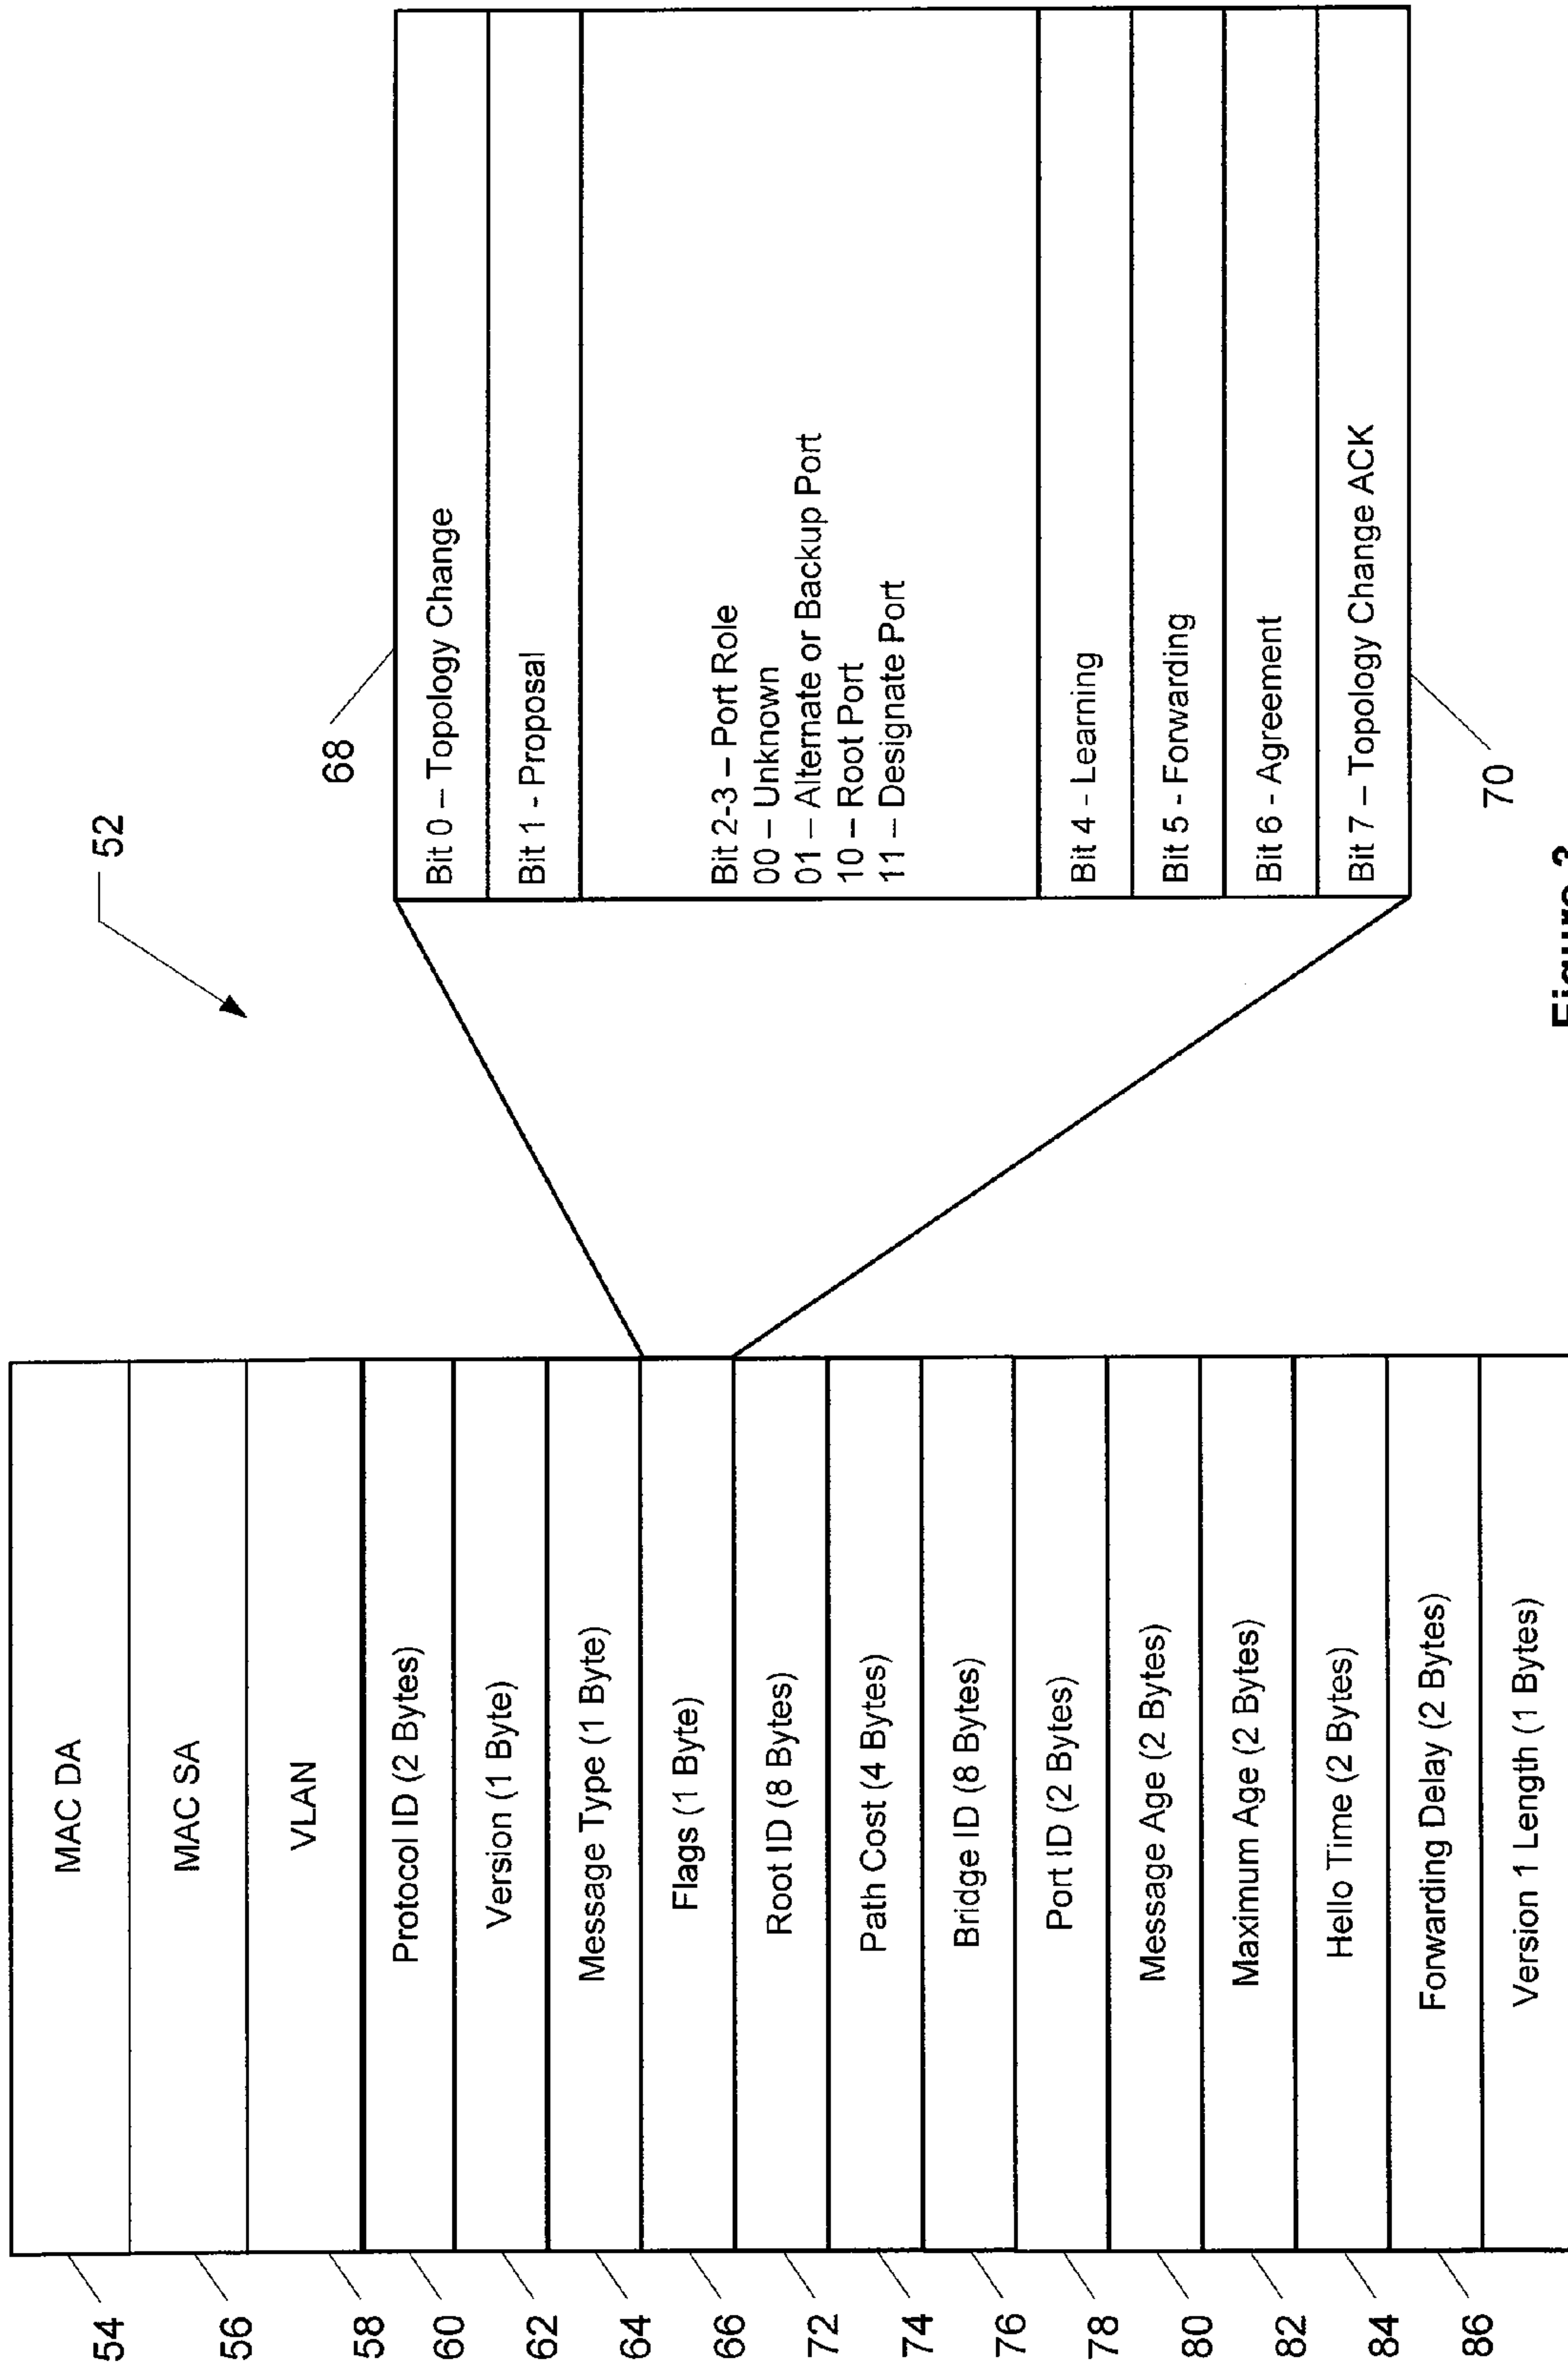 52
54
MAC DA
56
MAC SA
58
VLAN
60
Protocol ID (2 Bytes)
62
Version (1 Byte)
64
Message Type (1 Byte)
66
Flags (1 Byte)
72
Root ID (8 Bytes)
74
Path Cost (4 Bytes)
76
Bridge ID (8 Bytes)
78
Port ID (2 Bytes)
80
Message Age (2 Bytes)
82
Maximum Age (2 Bytes)
84
Hello Time (2 Bytes)
86
Forwarding Delay (2 Bytes)
Version 1 Length (1 Bytes)
68
Bit 0 – Topology Change
Bit 1 - Proposal
Bit 2-3 – Port Role
00 – Unknown
01 – Alternate or Backup Port
10 – Root Port
11 – Designate Port
Bit 4 - Learning
Bit 5 - Forwarding
Bit 6 - Agreement
Bit 7 – Topology Change ACK
70